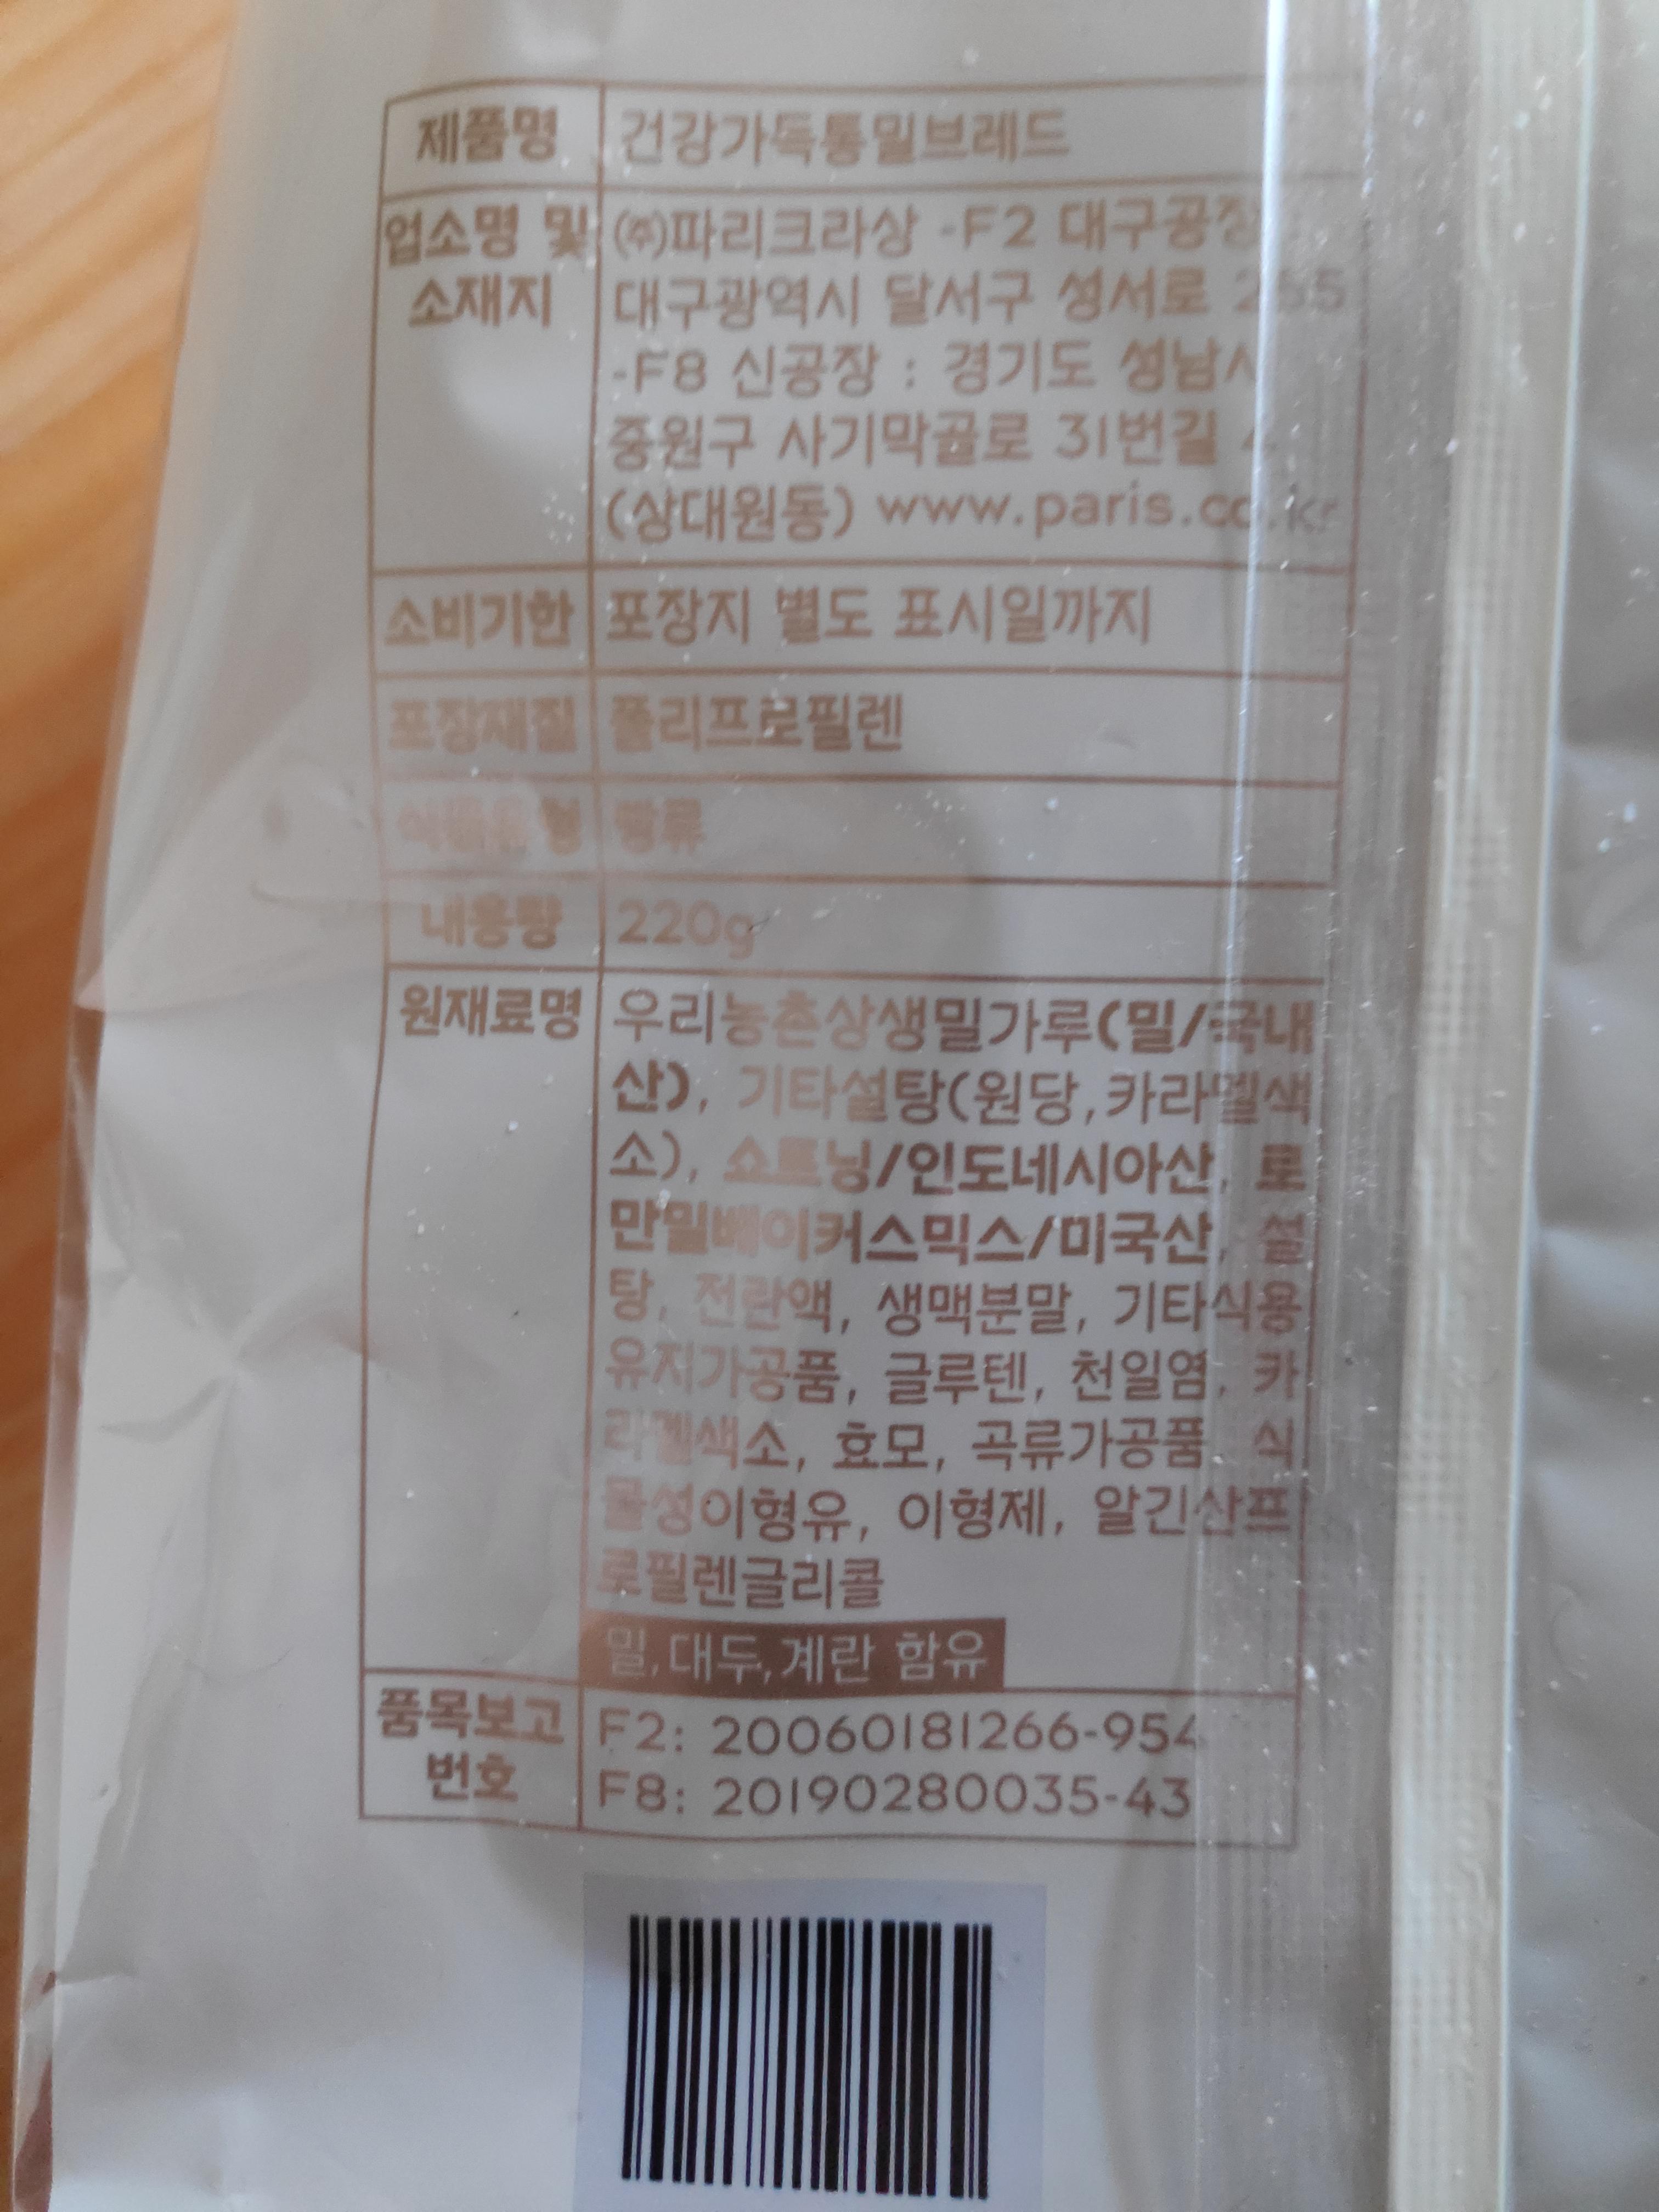 제품명 건강가득통밀브레드
업소명 및 ㈜파리크라상 -F2 대구공장
소재지 대구광역시 달서구 성서로
-F8 신공장 : 경기도 성남시
중원구 사기막골로 31번길
(상대원동) www.paris.co.kr
소비기한 포장지 별도 표시일까지
포장재질 폴리프로필렌
식품유형 빵류
내용량 220g
원재료명 우리농촌상생밀가루(밀/국내
산), 기타설탕(원당,카라멜색
소), 쇼트닝/인도네시아산, 로
만밀베이커스믹스/미국산, 설
탕, 전란액, 생맥분말, 기타식용
유지가공품, 글루텐, 천일염, 카
라멜색소, 효모, 곡류가공품, 식
물성이형유, 이형제, 알긴산프
로필렌글리콜
밀,대두,계란 함유
품목보고 F2: 20060181266-954
번호 F8: 20190280035-43